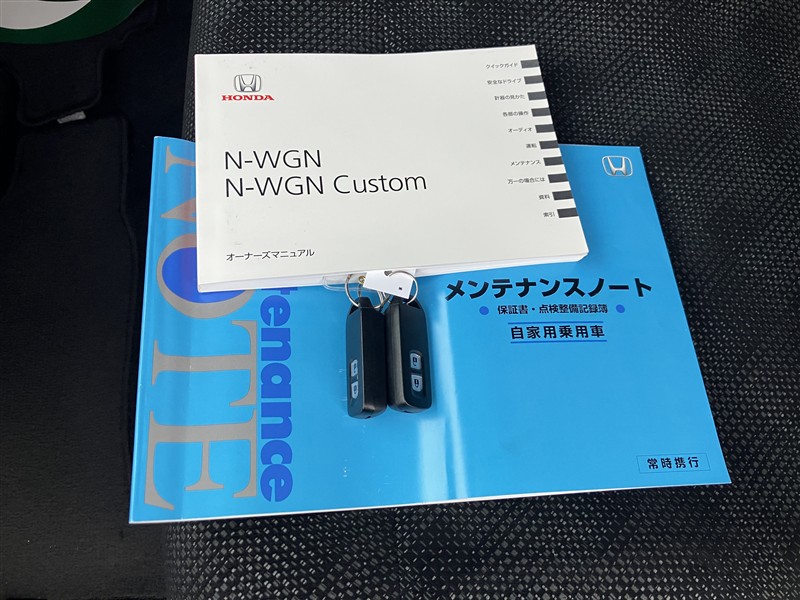 HONDA
N-WGN
N-WGN Custom
オーナーズマニュアル
クイックガイド
安全なドライブ
計器の見かた
各部の操作
オーディオ
運転
メンテナンス
万一の場合には
資料
索引
NOTE
tenance
メンテナンスノート
保証書・点検整備記録簿
自家用乗用車
常時携行